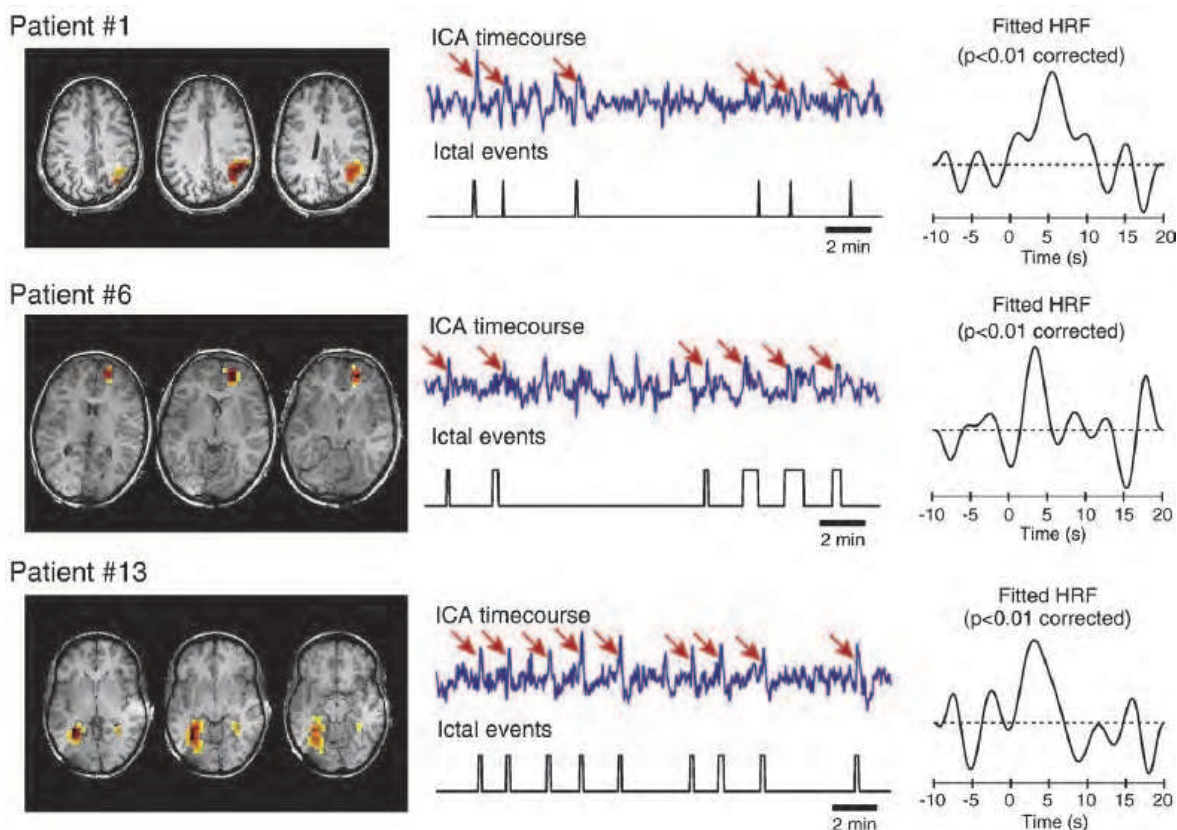 Patient #1
ICA timecourse
Ictal events
2 min
Fitted HRF
(p<0.01 corrected)
-10 -5 0 5 10 15 20
Time (s)
Patient #6
ICA timecourse
Ictal events
2 min
Fitted HRF
(p<0.01 corrected)
-10 -5 0 5 10 15 20
Time (s)
Patient #13
ICA timecourse
Ictal events
2 min
Fitted HRF
(p<0.01 corrected)
-10 -5 0 5 10 15 20
Time (s)